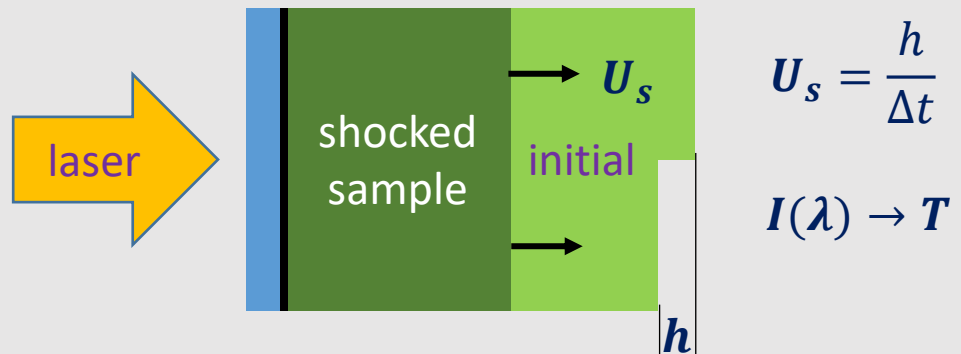 laser
shocked
sample
U_s
initial
h
U_s = h/Δt
I(λ) → T